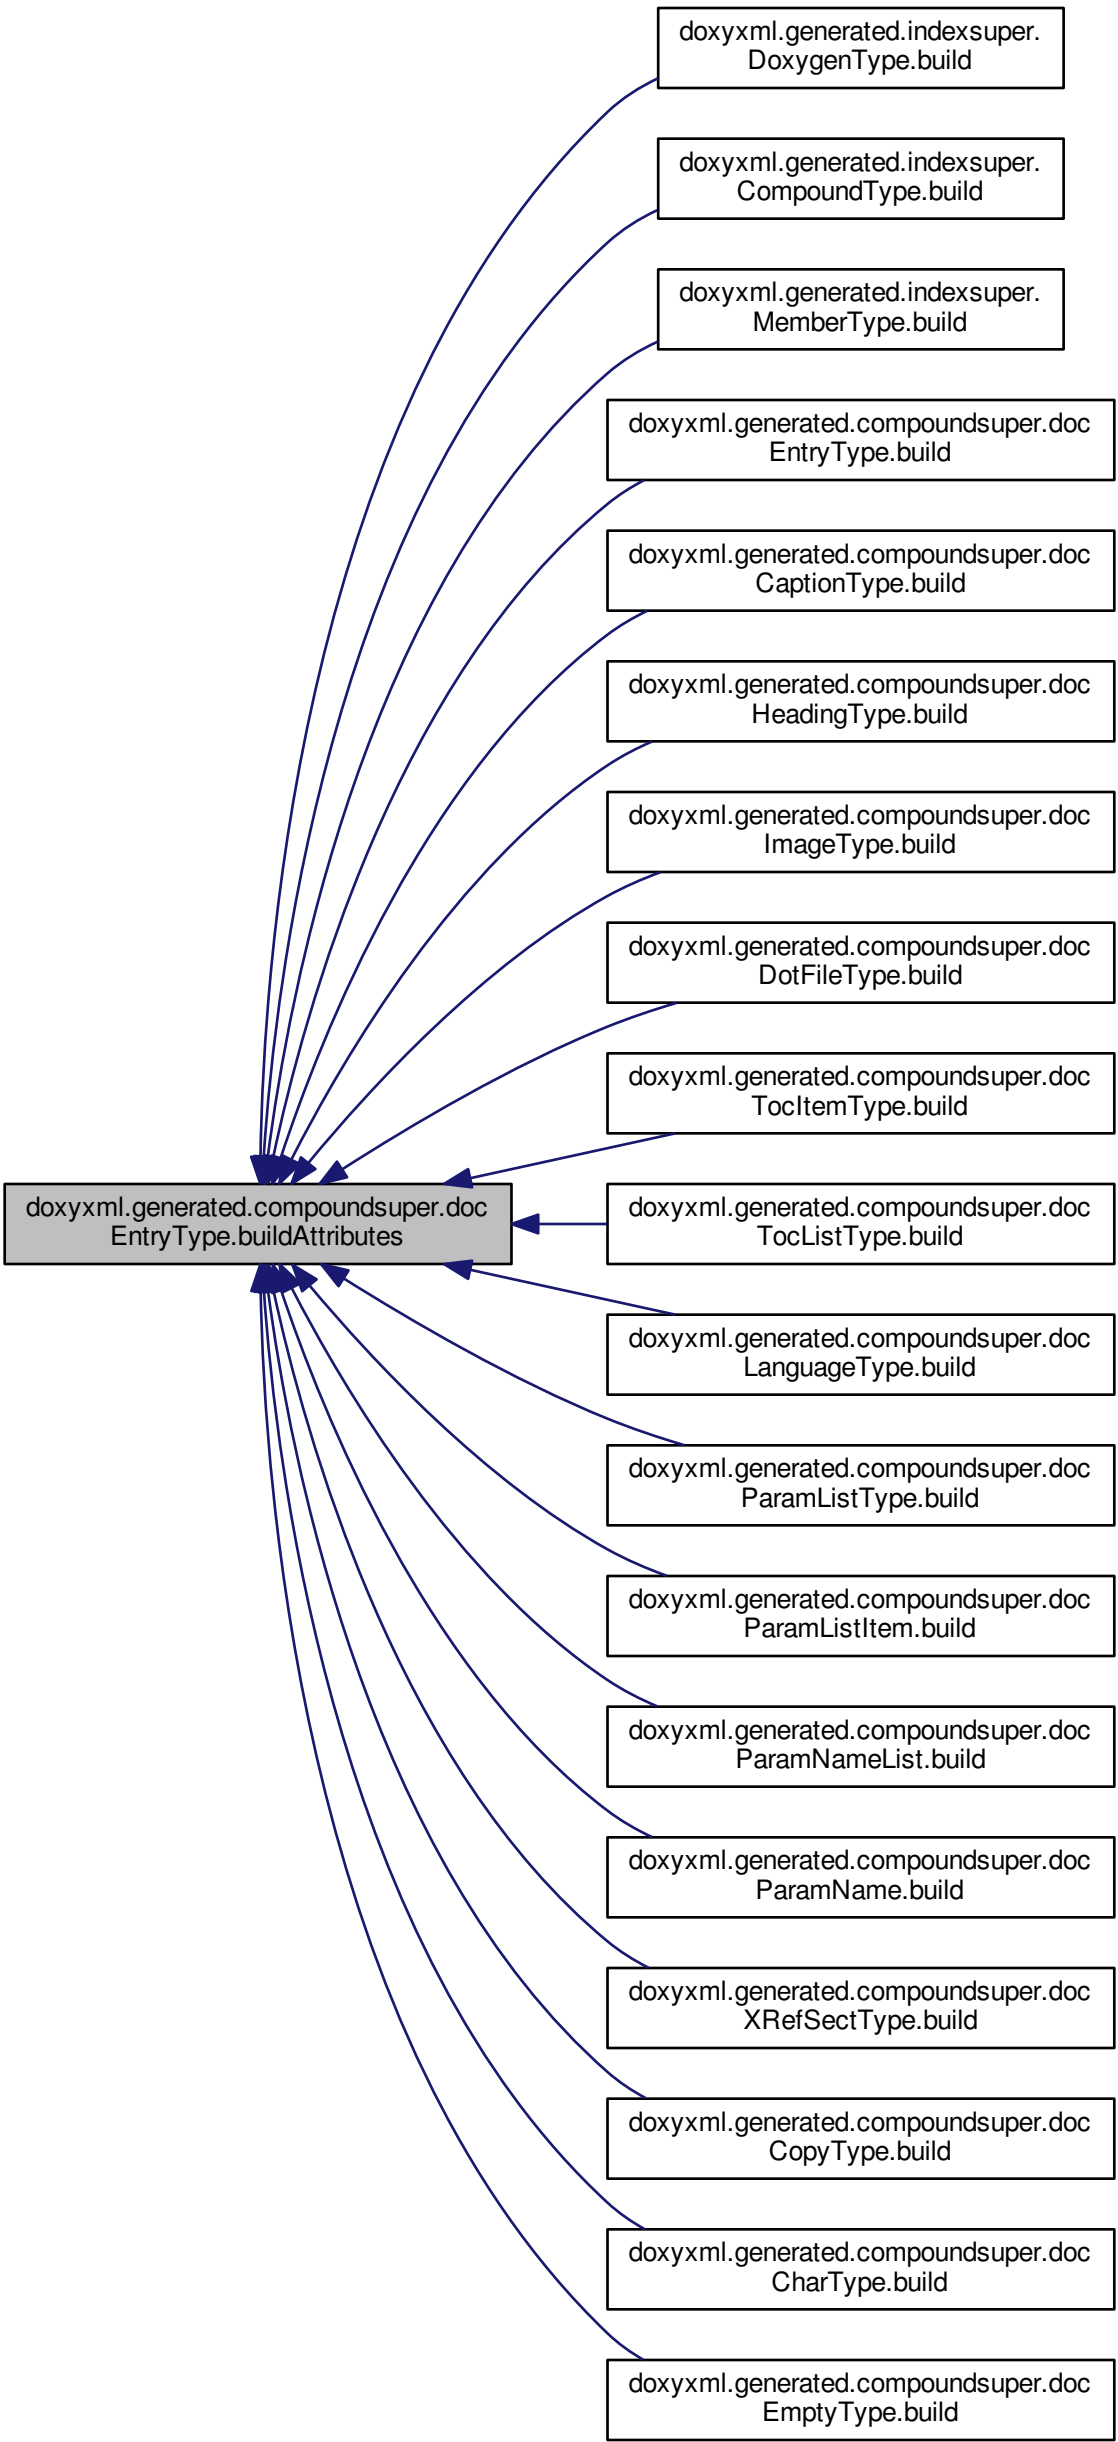 doxyxml.generated.indexsuper.
DoxygenType.build
doxyxml.generated.indexsuper.
CompoundType.build
doxyxml.generated.indexsuper.
MemberType.build
doxyxml.generated.compoundsuper.doc
EntryType.build
doxyxml.generated.compoundsuper.doc
CaptionType.build
doxyxml.generated.compoundsuper.doc
HeadingType.build
doxyxml.generated.compoundsuper.doc
ImageType.build
doxyxml.generated.compoundsuper.doc
DotFileType.build
doxyxml.generated.compoundsuper.doc
TocItemType.build
doxyxml.generated.compoundsuper.doc
EntryType.buildAttributes
doxyxml.generated.compoundsuper.doc
TocListType.build
doxyxml.generated.compoundsuper.doc
LanguageType.build
doxyxml.generated.compoundsuper.doc
ParamListType.build
doxyxml.generated.compoundsuper.doc
ParamListItem.build
doxyxml.generated.compoundsuper.doc
ParamNameList.build
doxyxml.generated.compoundsuper.doc
ParamName.build
doxyxml.generated.compoundsuper.doc
XRefSectType.build
doxyxml.generated.compoundsuper.doc
CopyType.build
doxyxml.generated.compoundsuper.doc
CharType.build
doxyxml.generated.compoundsuper.doc
EmptyType.build